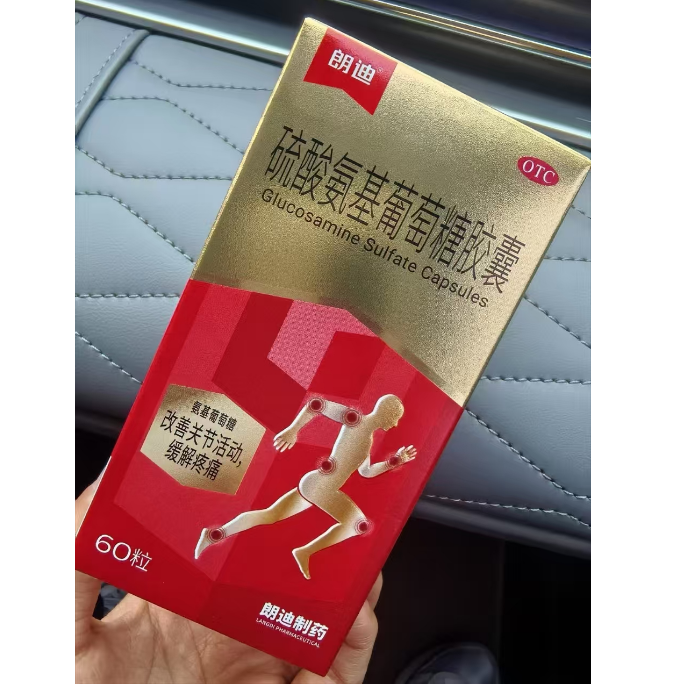 朗迪
OTC
硫酸氨基葡萄糖胶囊
Glucosamine Sulfate Capsules
氨基葡萄糖
改善关节活动,
缓解疼痛
60粒
朗迪制药
LANGIN PHARMACEUTICAL